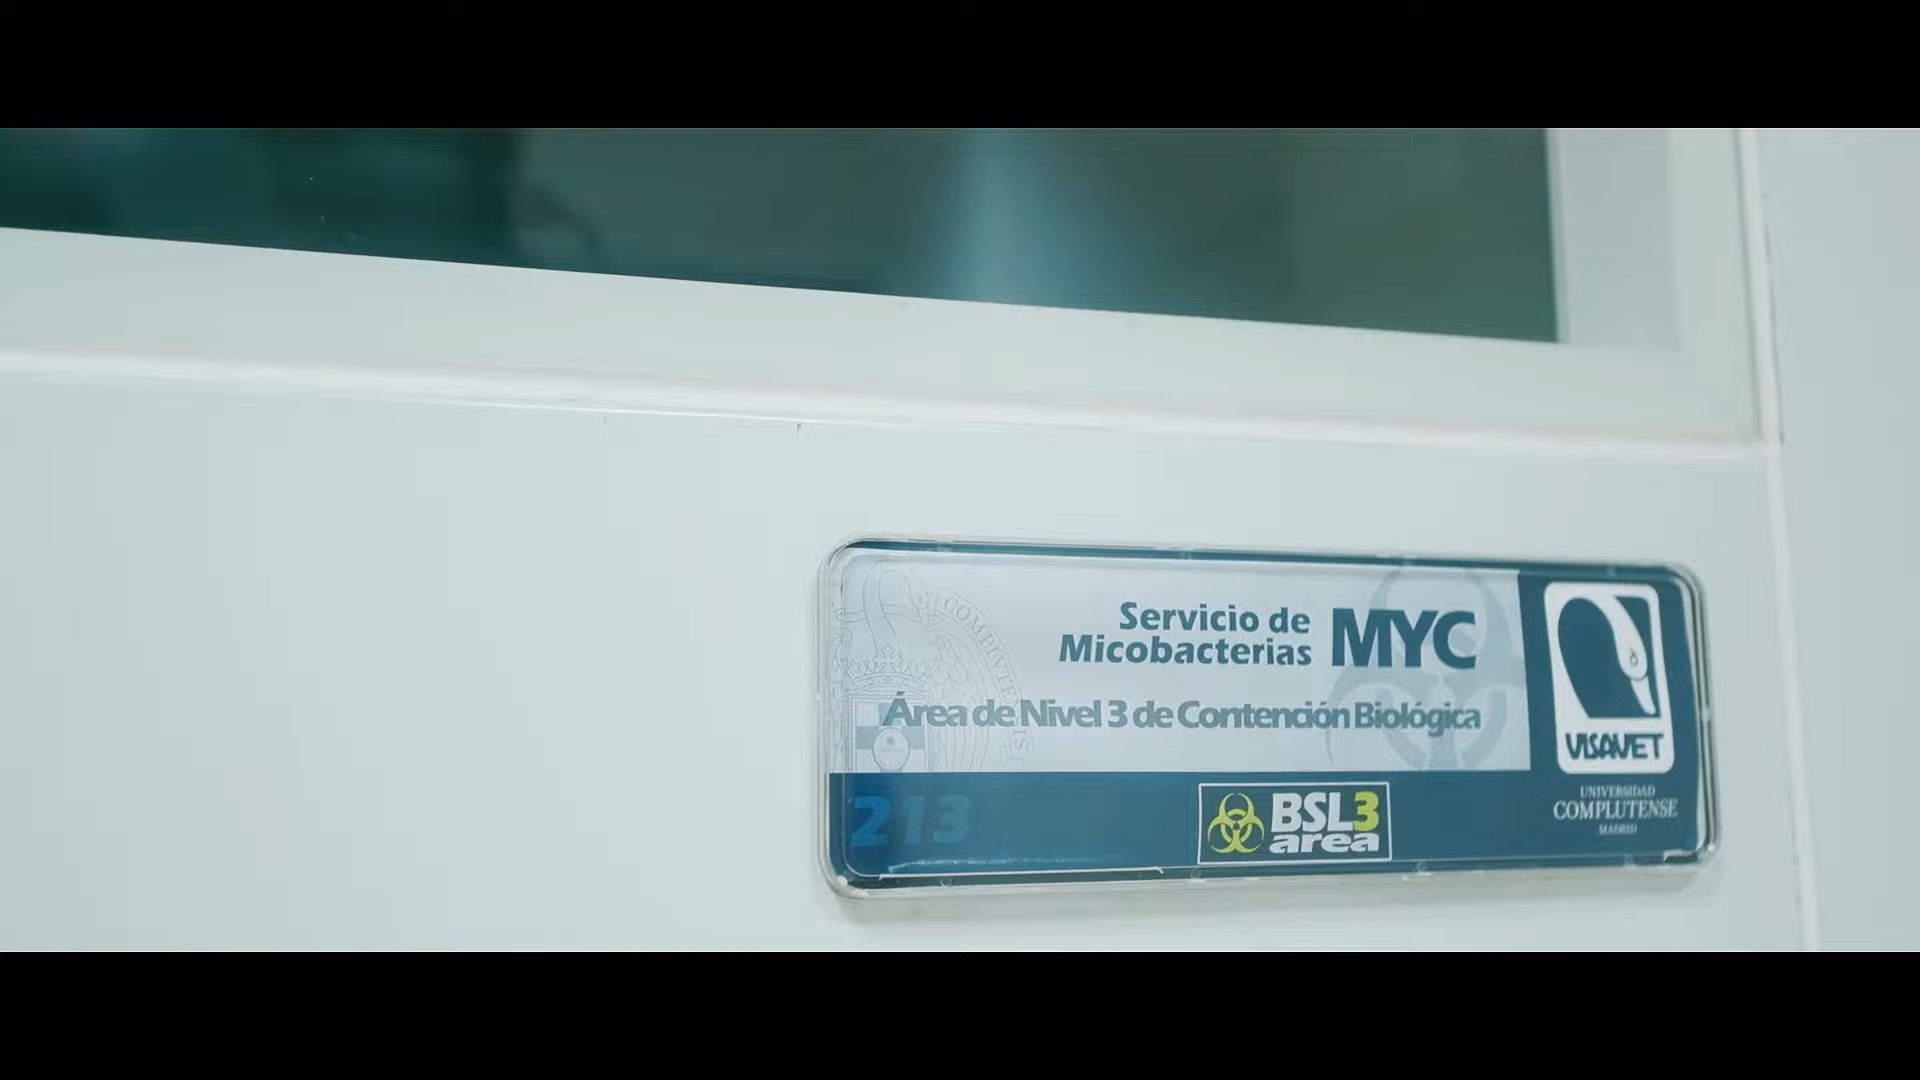 Servicio de
Micobacterias MYC
Área de Nivel 3 de Contención Biológica
213
BSL3
area
VISAVET
UNIVERSIDAD
COMPLUTENSE
MADRID